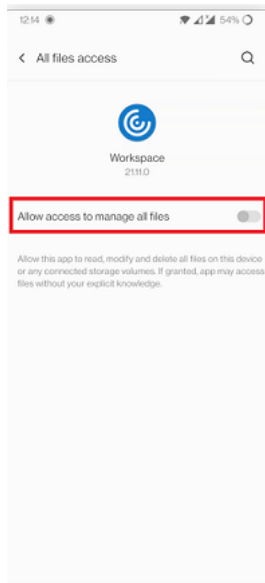 12:14 54%
All files access
Workspace
21.11.0
Allow access to manage all files
Allow this app to read, modify and delete all files on this device
or any connected storage volumes. If granted, app may access
files without your explicit knowledge.